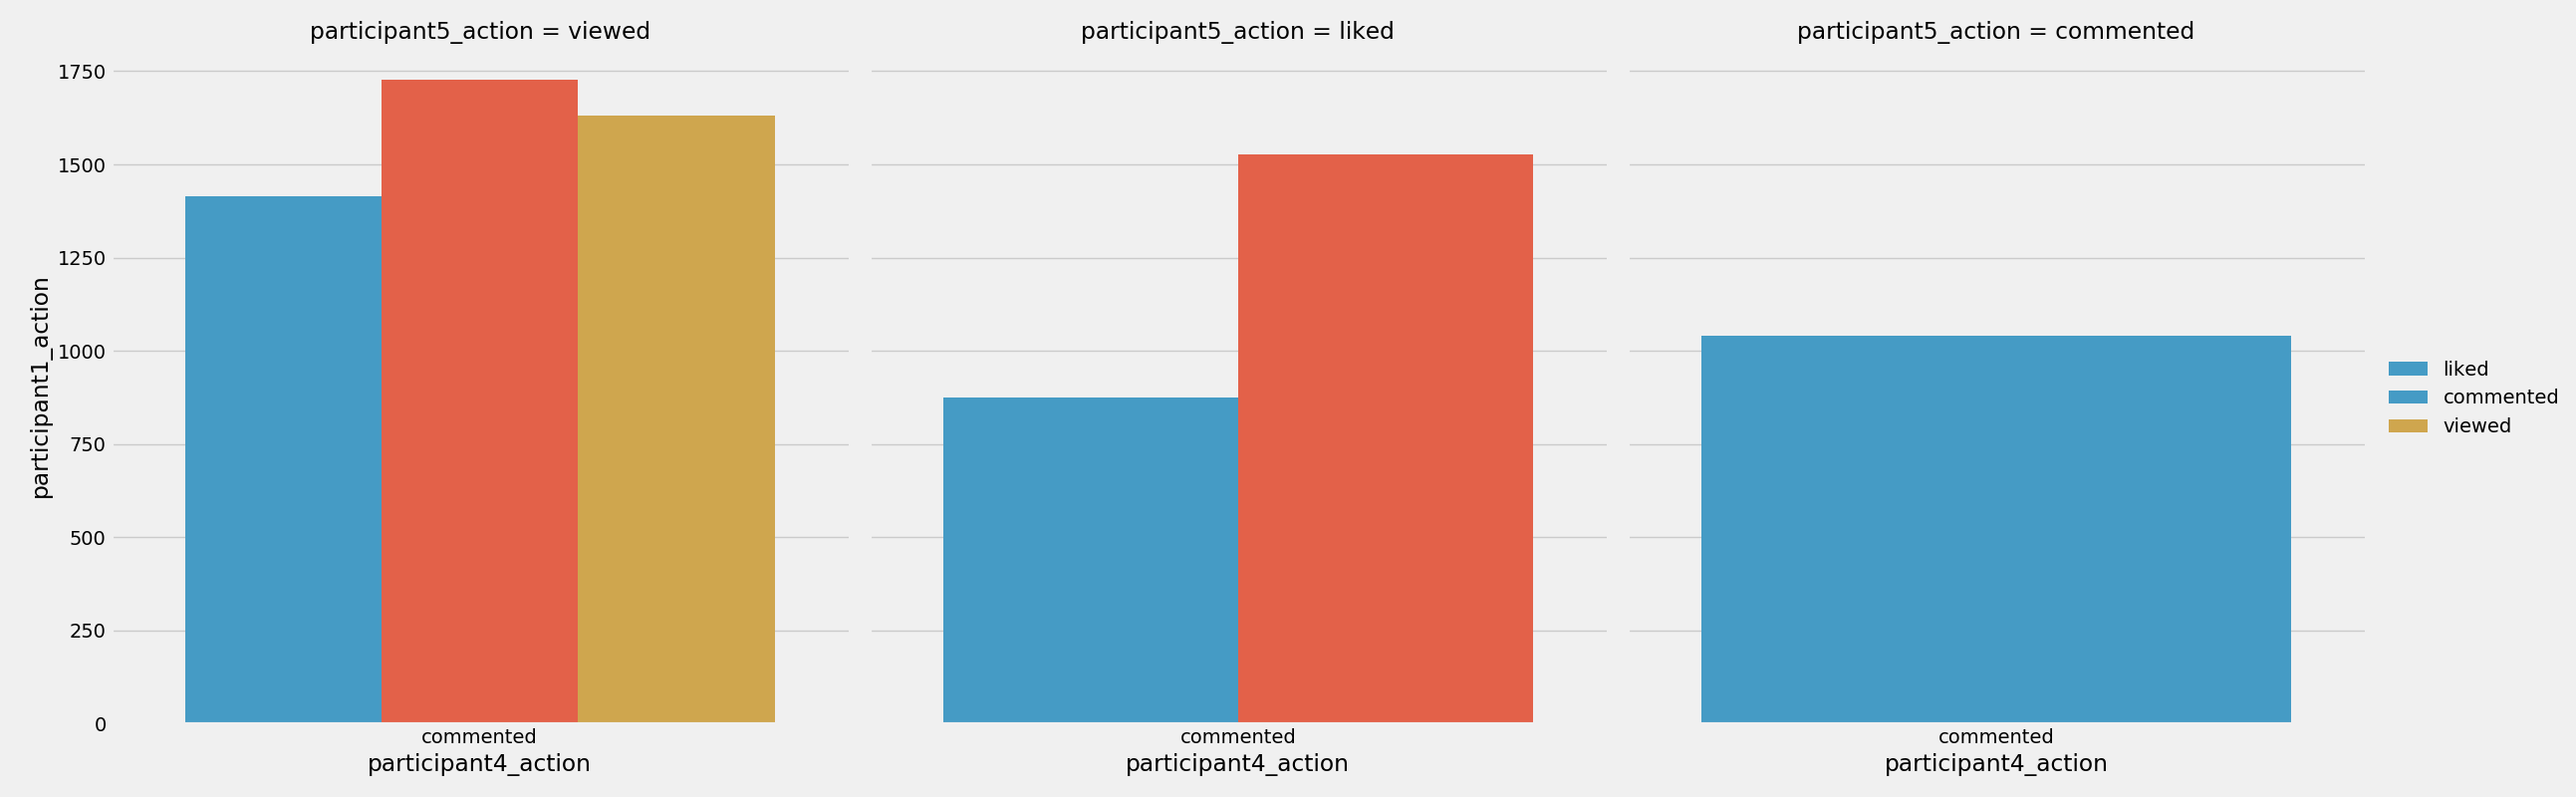 participant5_action = viewed
participant5_action = liked
participant5_action = commented
participant1_action
1750
1500
1250
1000
750
500
250
0
commented
commented
commented
participant4_action
participant4_action
participant4_action
liked
commented
viewed